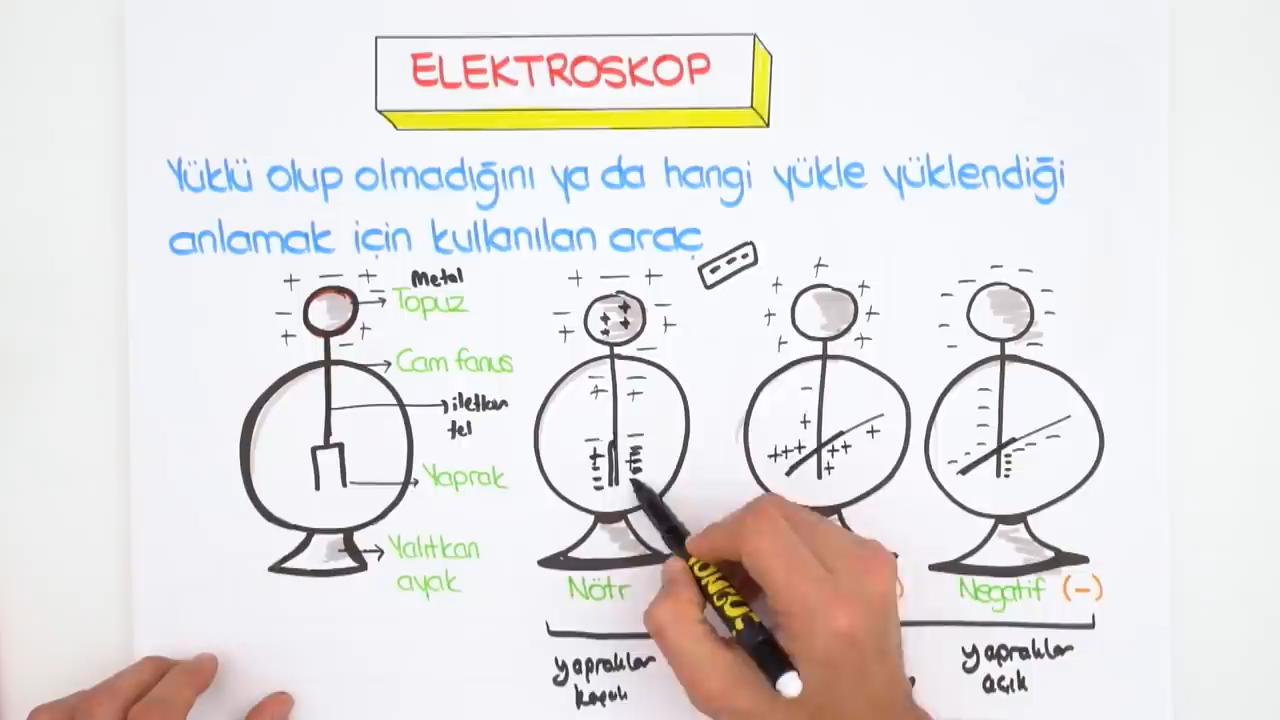 ELEKTROSKOP
Yüklü olup olmadığını ya da hangi yükle yüklendiği
anlamak için kullanılan araç
Metal
Topuz
Cam fanus
iletken
tel
Yaprak
Yalıtkan
ayak
Nötr
Negatif (-)
yapraklar
kapalı
yapraklar
açık